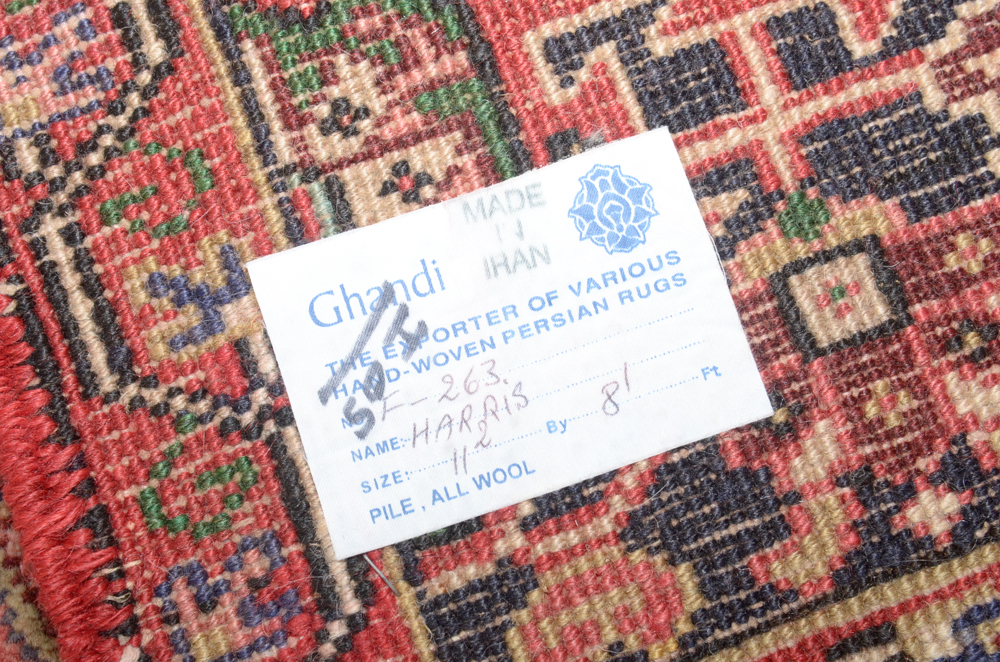 MADE
IN
IRAN
Ghandi
THE EXPORTER OF VARIOUS
HAND-WOVEN PERSIAN RUGS
F-263.
NAME: HARRIS
SIZE: 11 2 By 8' Ft
PILE, ALL WOOL